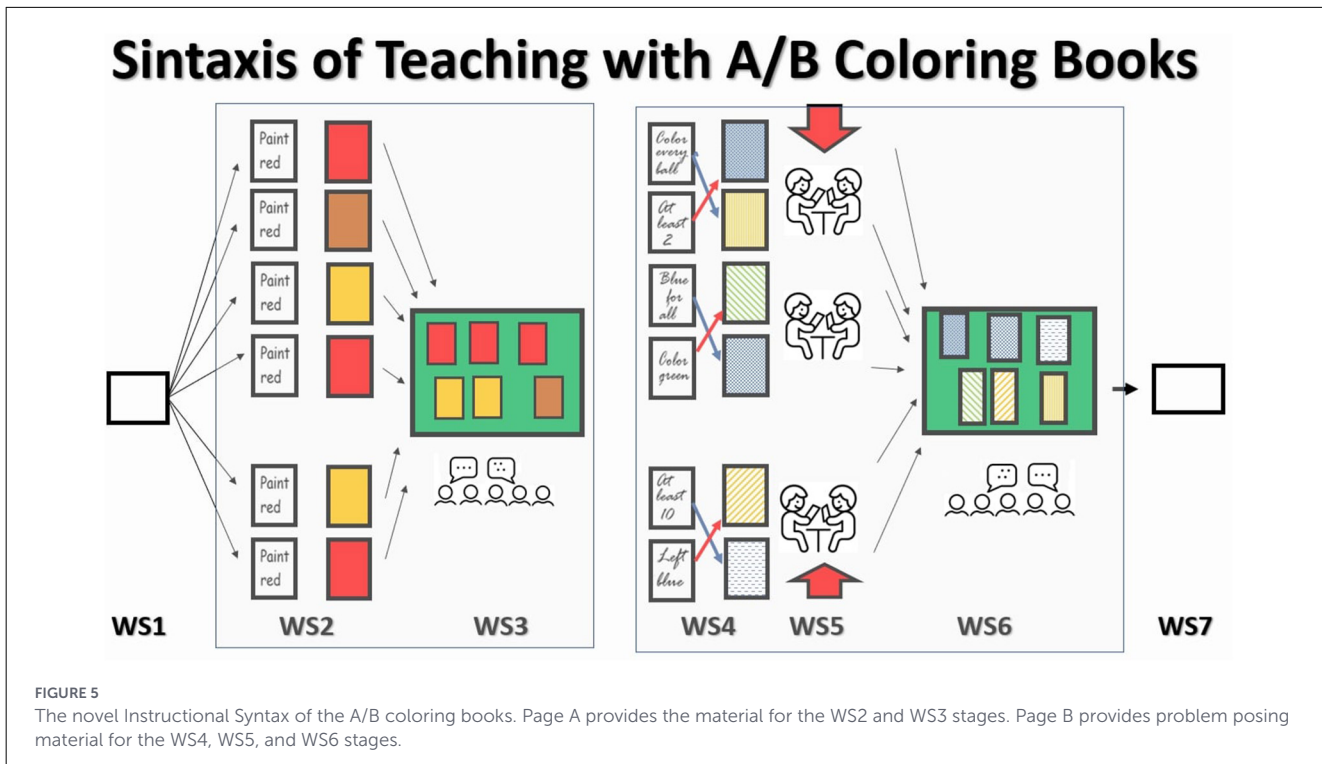 Sintaxis of Teaching with A/B Coloring Books
Paint
red
Paint
red
Paint
red
Paint
red
Paint
red
Paint
red
Color
every
ball
At
least
2
Blue
for
all
Color
green
At
least
10
Left
blue
WS1
WS2
WS3
WS4
WS5
WS6
WS7
FIGURE 5
The novel Instructional Syntax of the A/B coloring books. Page A provides the material for the WS2 and WS3 stages. Page B provides problem posing
material for the WS4, WS5, and WS6 stages.